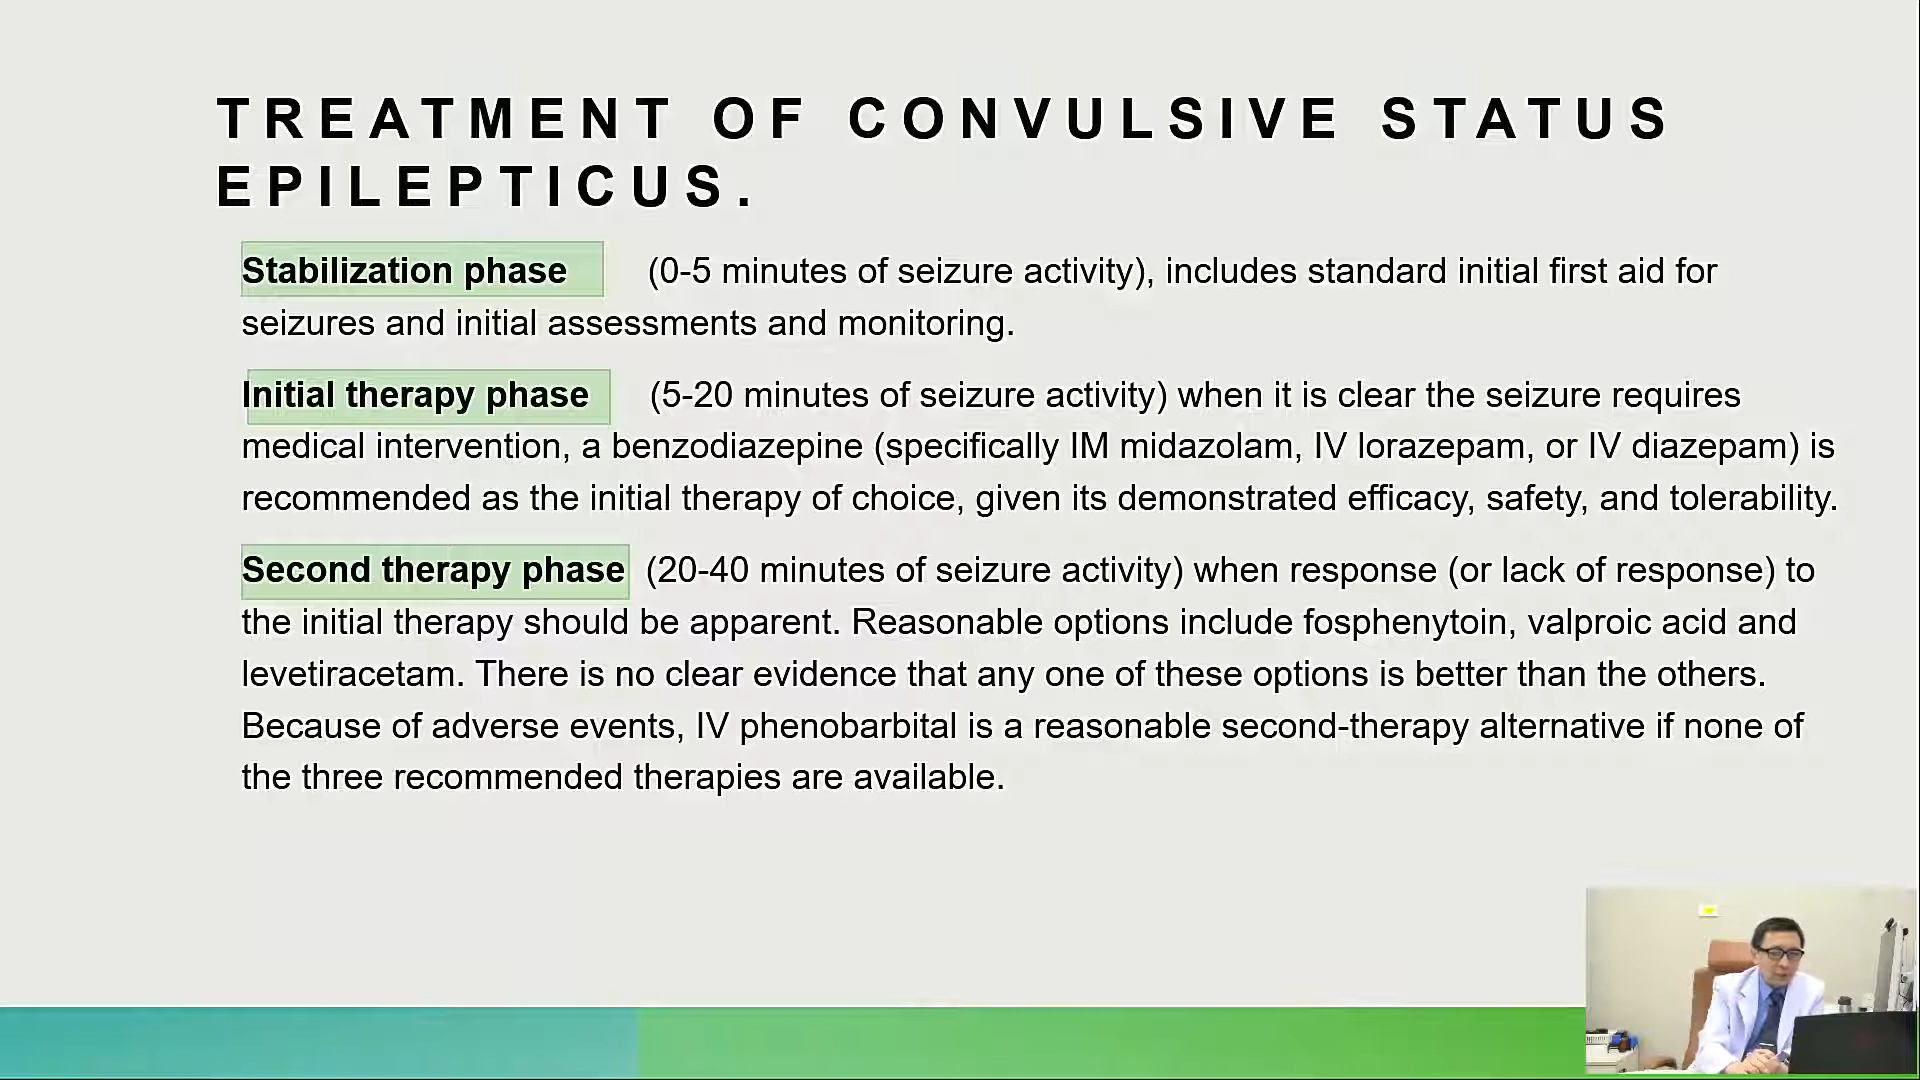 TREATMENT OF CONVULSIVE STATUS
EPILEPTICUS.
Stabilization phase (0-5 minutes of seizure activity), includes standard initial first aid for
seizures and initial assessments and monitoring.
Initial therapy phase (5-20 minutes of seizure activity) when it is clear the seizure requires
medical intervention, a benzodiazepine (specifically IM midazolam, IV lorazepam, or IV diazepam) is
recommended as the initial therapy of choice, given its demonstrated efficacy, safety, and tolerability.
Second therapy phase (20-40 minutes of seizure activity) when response (or lack of response) to
the initial therapy should be apparent. Reasonable options include fosphenytoin, valproic acid and
levetiracetam. There is no clear evidence that any one of these options is better than the others.
Because of adverse events, IV phenobarbital is a reasonable second-therapy alternative if none of
the three recommended therapies are available.